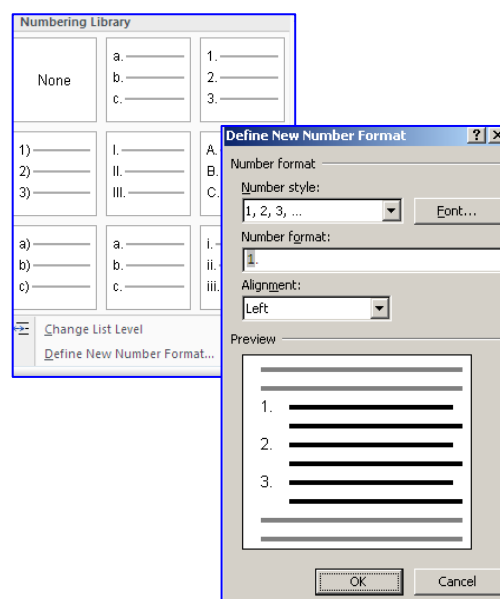 Numbering Library
None
a.
b.
c.
1.
2.
3.
1)
2)
3)
I.
II.
III.
A.
B.
C.
a)
b)
c)
a.
b.
c.
i.
ii.
iii.
Change List Level
Define New Number Format...
Define New Number Format
Number format
Number style:
1, 2, 3, ...
Font...
Number format:
1.
Alignment:
Left
Preview
1.
2.
3.
OK
Cancel